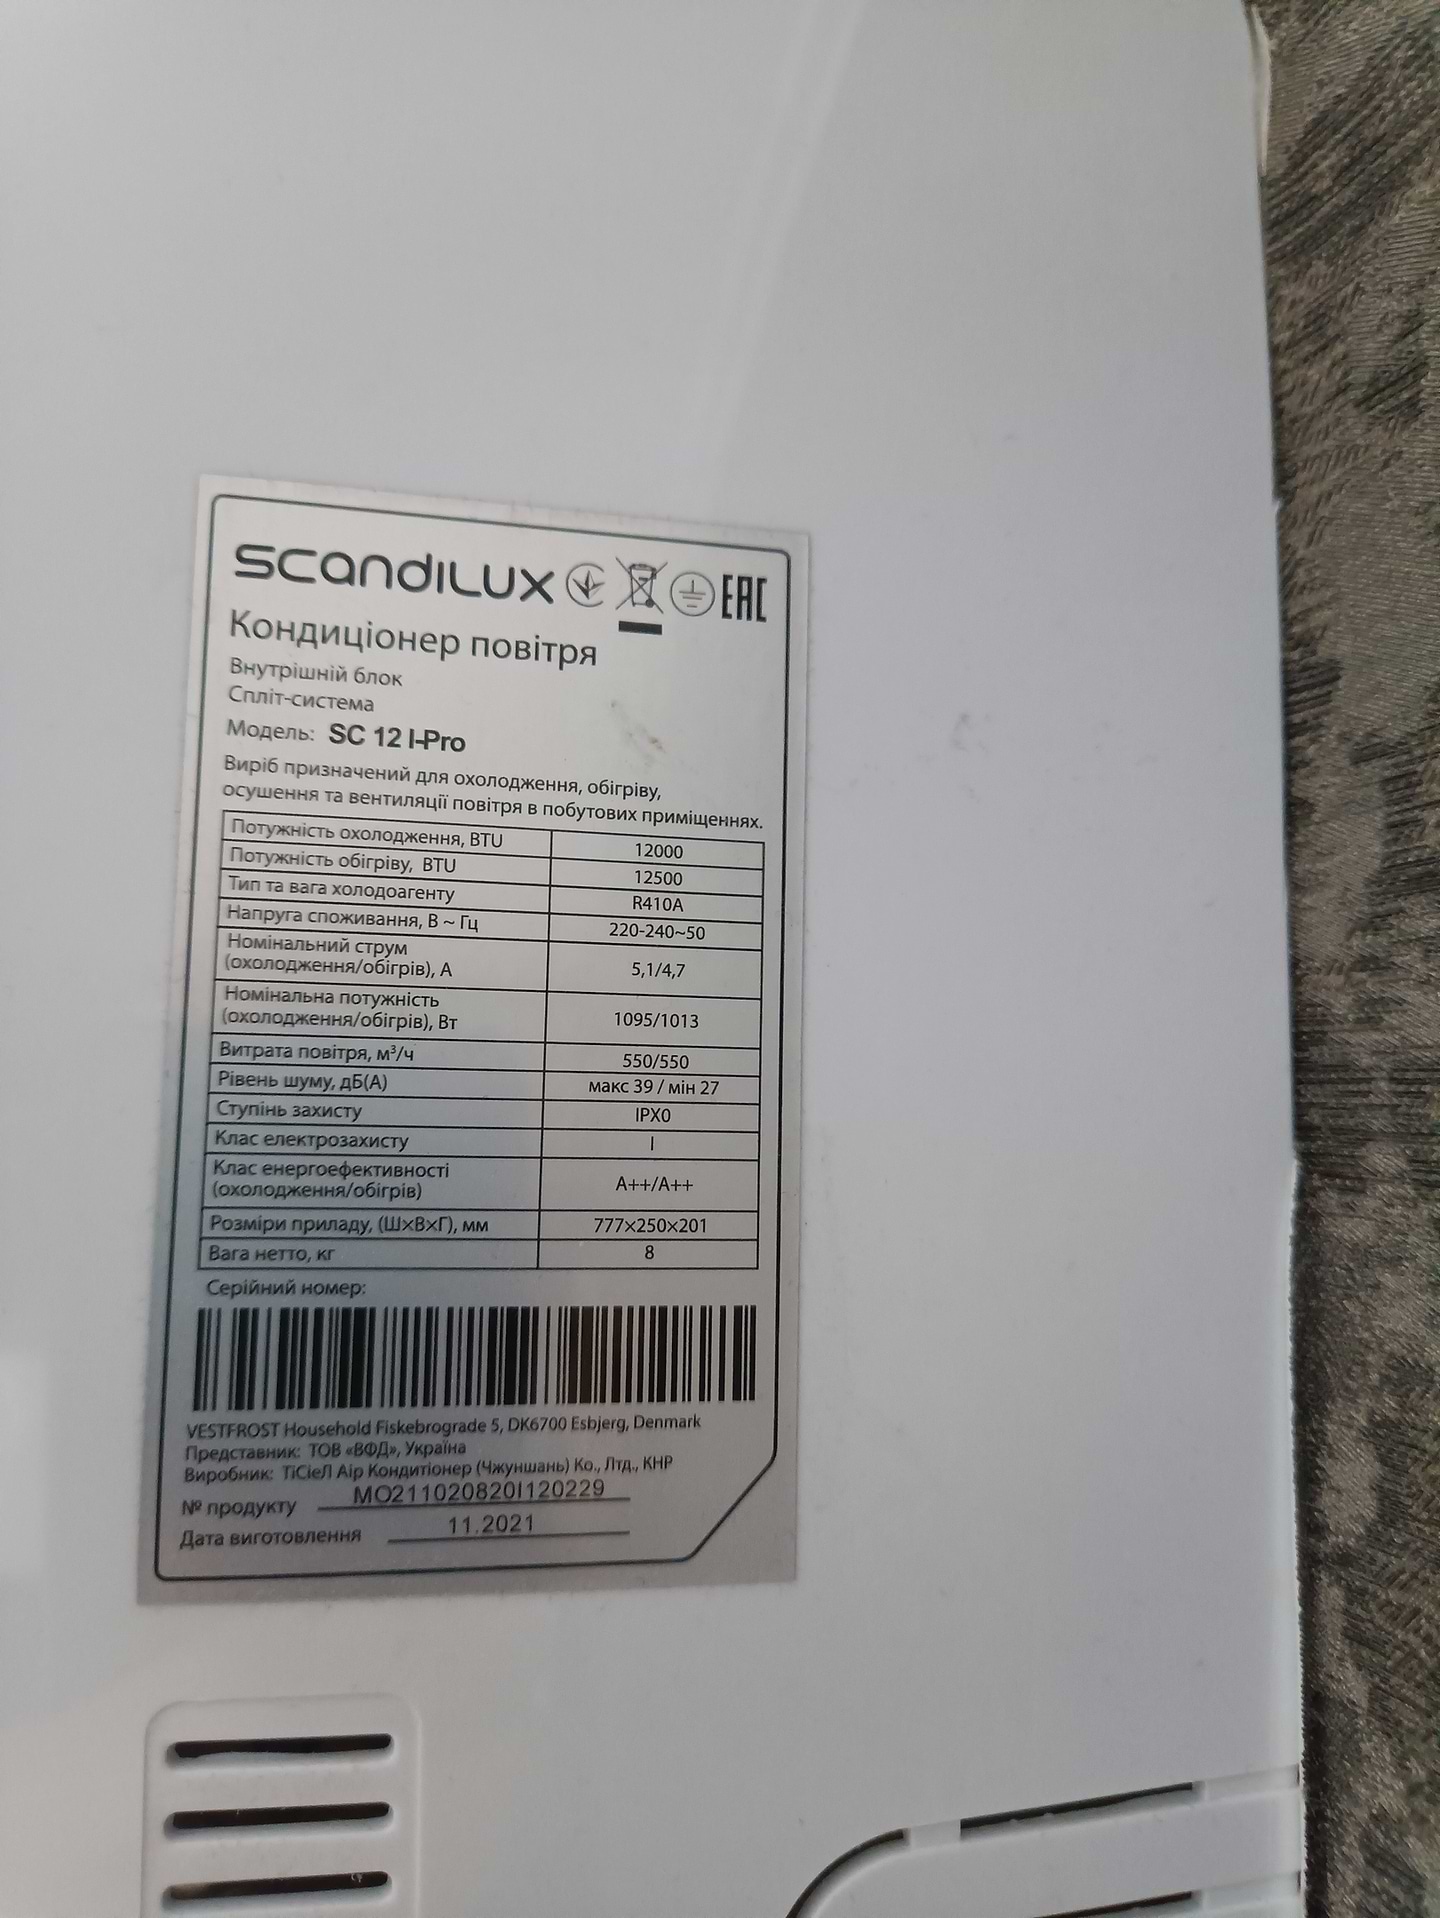 SCANDILUX EAC
Кондиціонер повітря
Внутрішній блок
Спліт-система
Модель: SC 12 I-Pro
Виріб призначений для охолодження, обігріву,
осушення та вентиляції повітря в побутових приміщеннях.
Потужність охолодження, BTU 12000
Потужність обігріву, BTU 12500
Тип та вага холодоагенту R410A
Напруга споживання, В ~ Гц 220-240~50
Номінальний струм
(охолодження/обігрів), А 5,1/4,7
Номінальна потужність
(охолодження/обігрів), Вт 1095/1013
Витрата повітря, м³/ч 550/550
Рівень шуму, дБ(А) макс 39 / мін 27
Ступінь захисту IPX0
Клас електрозахисту I
Клас енергоефективності
(охолодження/обігрів) A++/A++
Розміри приладу, (Ш×В×Г), мм 777×250×201
Вага нетто, кг 8
Серійний номер:
VESTFROST Household Fiskebrograde 5, DK6700 Esbjerg, Denmark
Представник: ТОВ «ВФД», Україна
Виробник: ТіСіеЛ Аір Кондитіонер (Чжуншань) Ко., Лтд., КНР
№ продукту MO211020820I120229
Дата виготовлення 11.2021